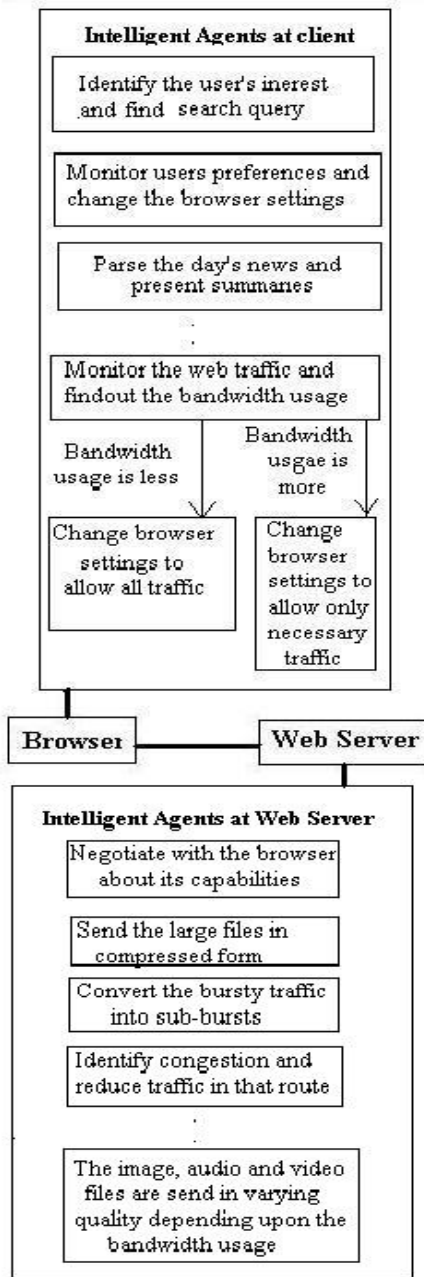 Intelligent Agents at client
Identify the user's inerest
and find search query
Monitor users preferences and
change the browser settings
Parse the day's news and
present summanes
Monitor the web traffic and
findout the bandwidth usage
Bandwidth
usage is less
Bandwidth
usgae is
more
Change browser
settings to
allow all traffic
Change
browser
settings to
allow only
necessary
traffic
Browser
Web Server
Intelligent Agents at Web Server
Negotiate with the browser
about its capabilities
Send the large files in
compressed form
Convert the bursty traffic
into sub-bursts
Identify congestion and
reduce traffic in that route
The image, audio and video
files are send in varying
quality depending upon the
bandwidth usage